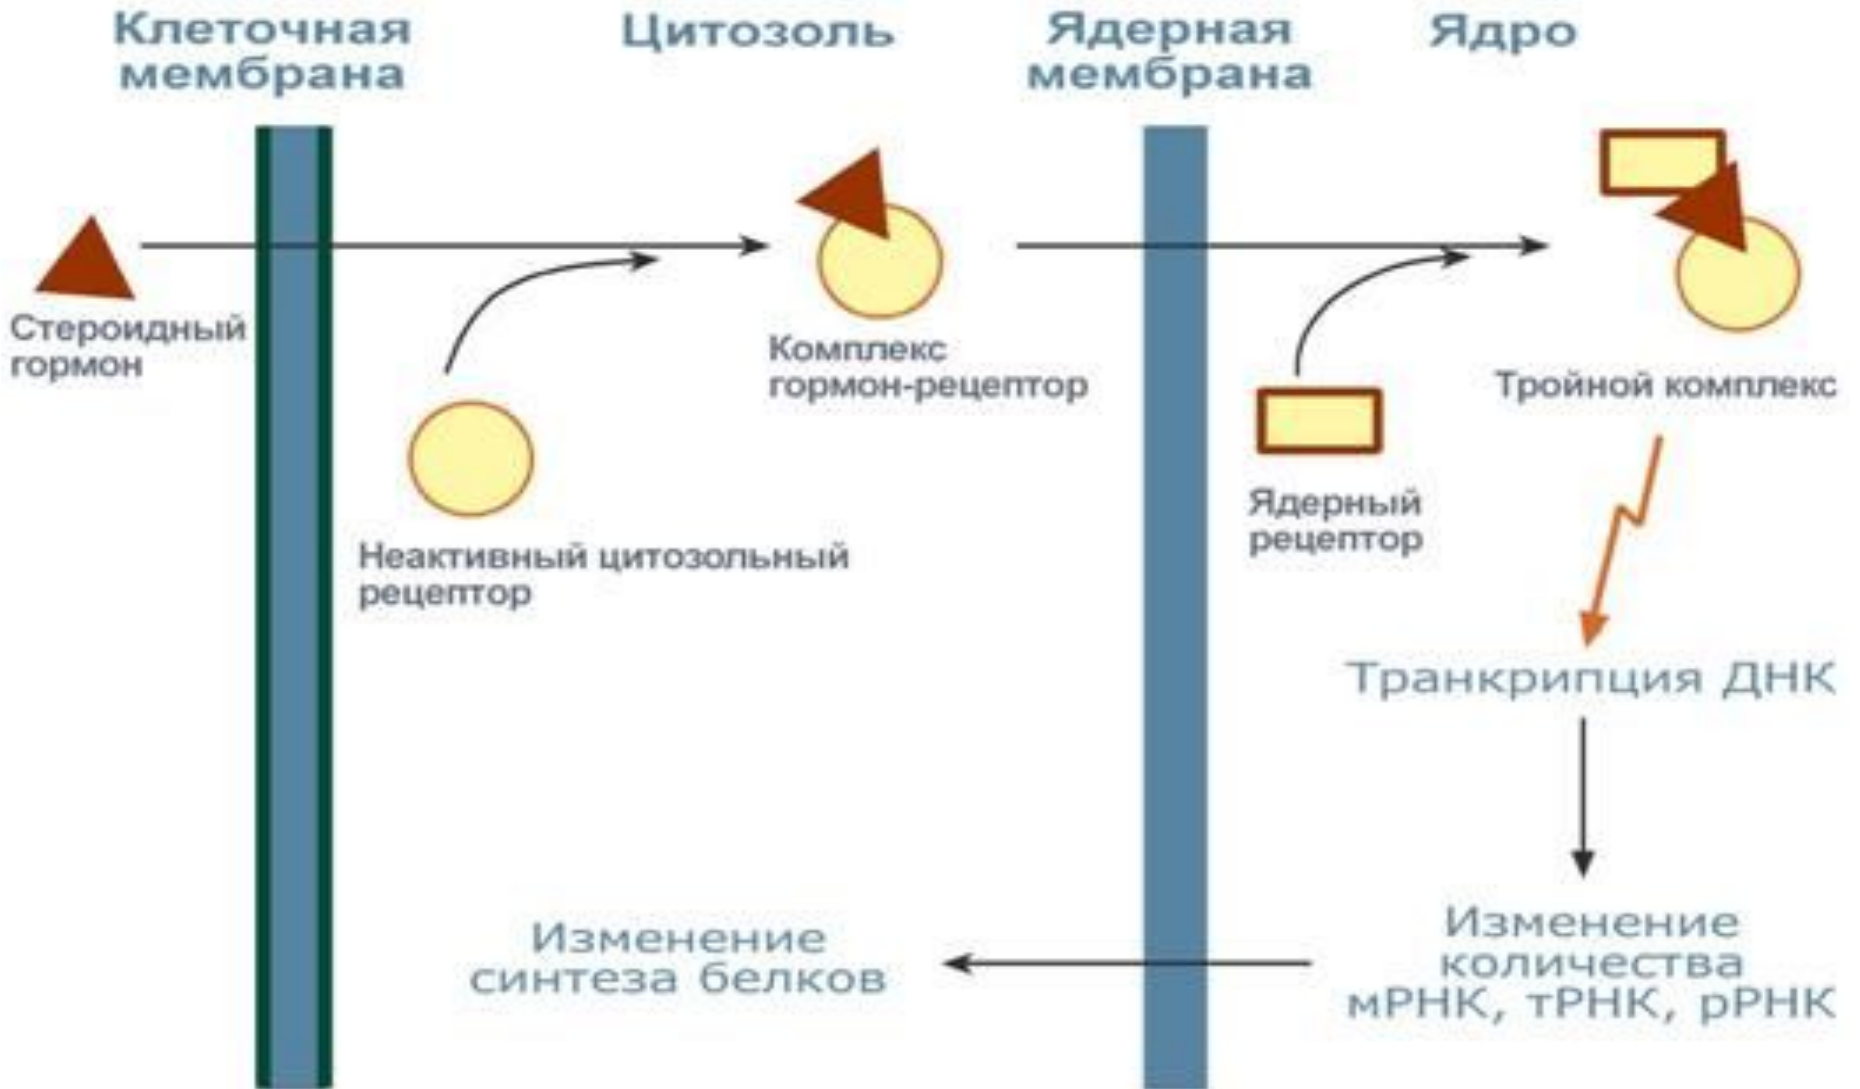 Клеточная
мембрана
Цитозоль
Ядерная
мембрана
Ядро
Стероидный
гормон
Комплекс
гормон-рецептор
Тройной комплекс
Неактивный цитозольный
рецептор
Ядерный
рецептор
Транкрипция ДНК
Изменение
синтеза белков
Изменение
количества
мРНК, тРНК, рРНК